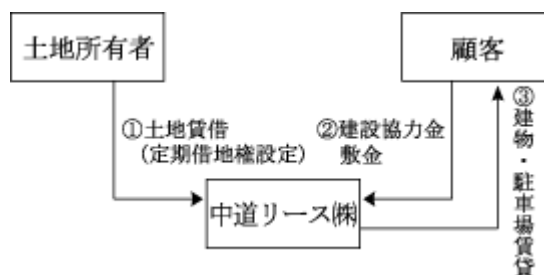 土地所有者
顧客
①土地賃借
(定期借地権設定)
②建設協力金
敷金
③建物・駐車場賃貸
中道リース㈱